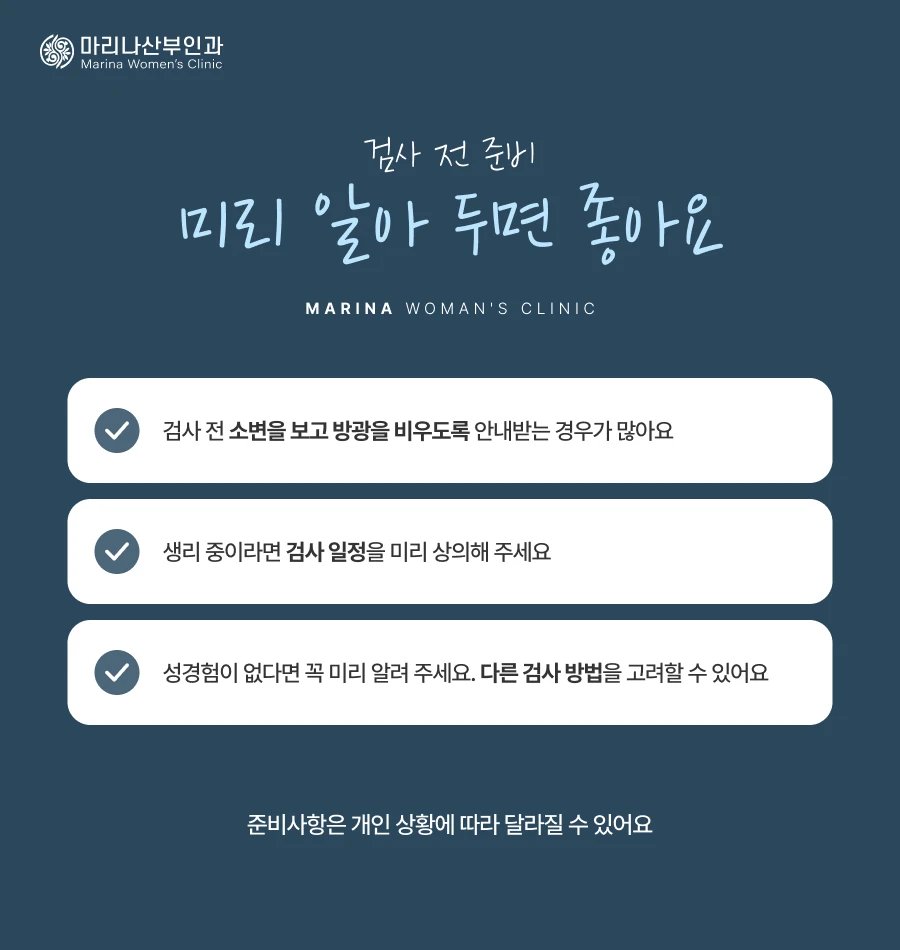 마리나산부인과
Marina Women's Clinic
검사 전 준비
미리 알아 두면 좋아요
MARINA WOMAN'S CLINIC
검사 전 소변을 보고 방광을 비우도록 안내받는 경우가 많아요
생리 중이라면 검사 일정을 미리 상의해 주세요
성경험이 없다면 꼭 미리 알려 주세요. 다른 검사 방법을 고려할 수 있어요
준비사항은 개인 상황에 따라 달라질 수 있어요